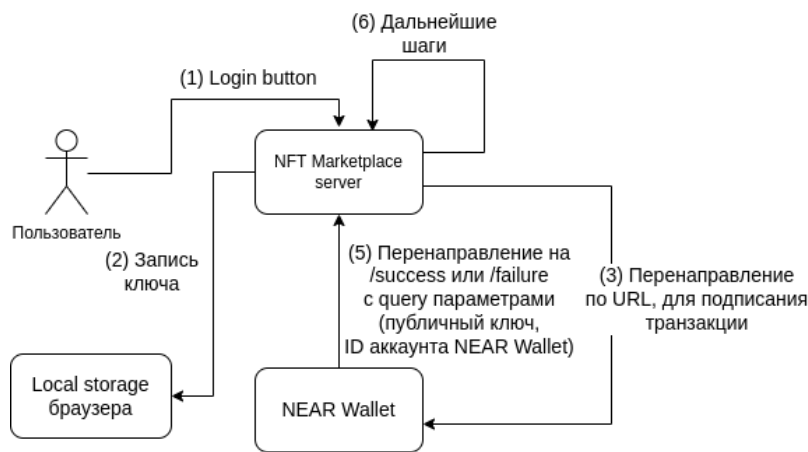 (6) Дальнейшие
шаги
(1) Login button
NFT Marketplace
server
Пользователь
(2) Запись
ключа
(5) Перенаправление на
/success или /failure
с query параметрами
(публичный ключ,
ID аккаунта NEAR Wallet)
(3) Перенаправление
по URL, для подписания
транзакции
Local storage
браузера
NEAR Wallet